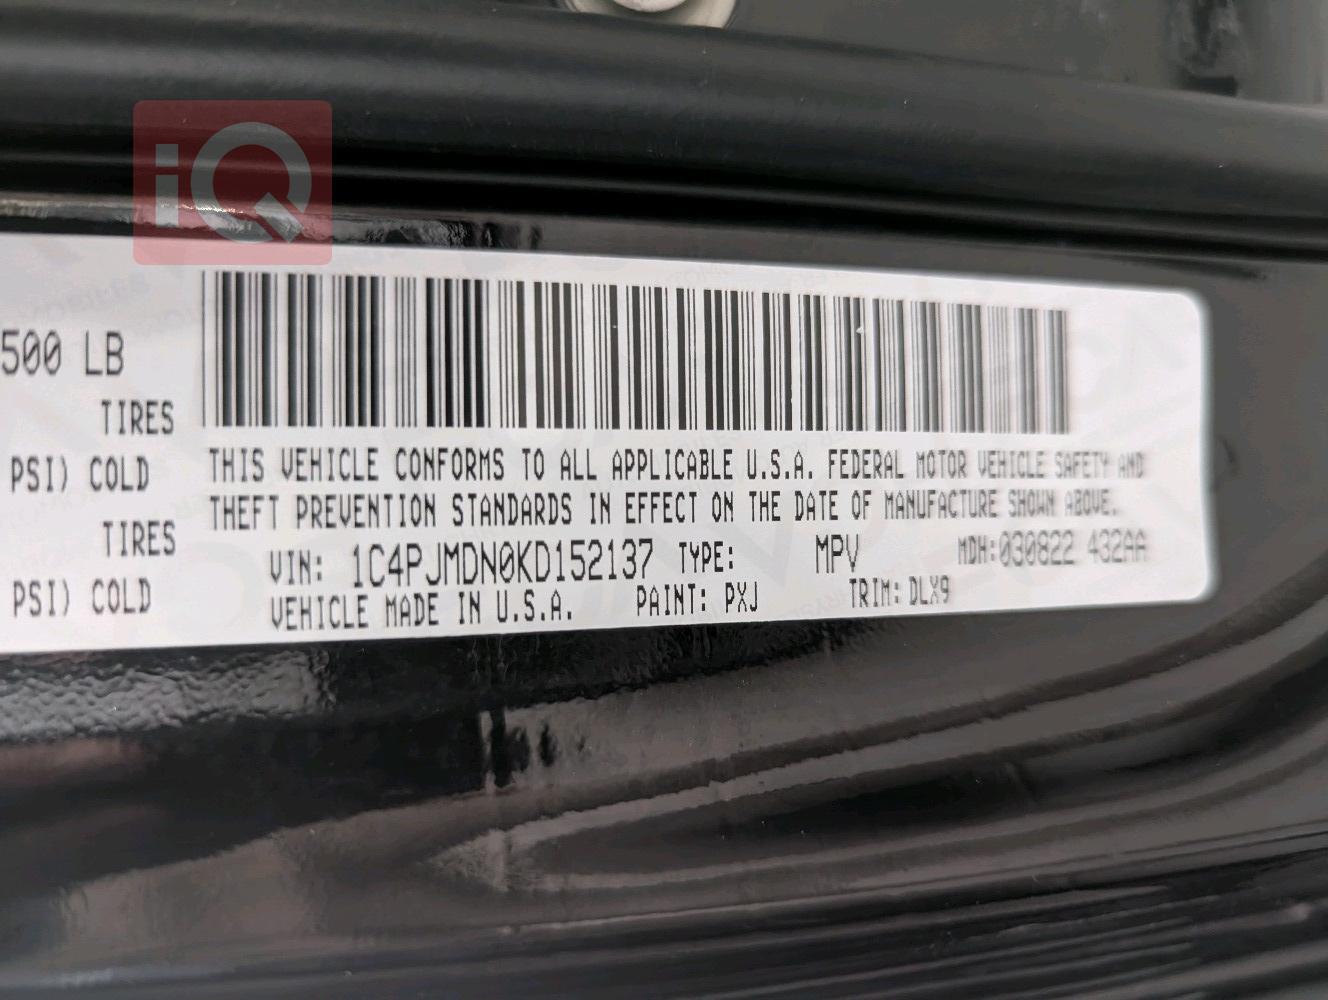 iQ
500 LB
TIRES
PSI) COLD
TIRES
PSI) COLD
THIS VEHICLE CONFORMS TO ALL APPLICABLE U.S.A. FEDERAL MOTOR VEHICLE SAFETY AND
THEFT PREVENTION STANDARDS IN EFFECT ON THE DATE OF MANUFACTURE SHOWN ABOVE.
VIN: 1C4PJMDN0KD152137 TYPE: MPV MDH:030822 432AA
VEHICLE MADE IN U.S.A. PAINT: PXJ TRIM: DLX9